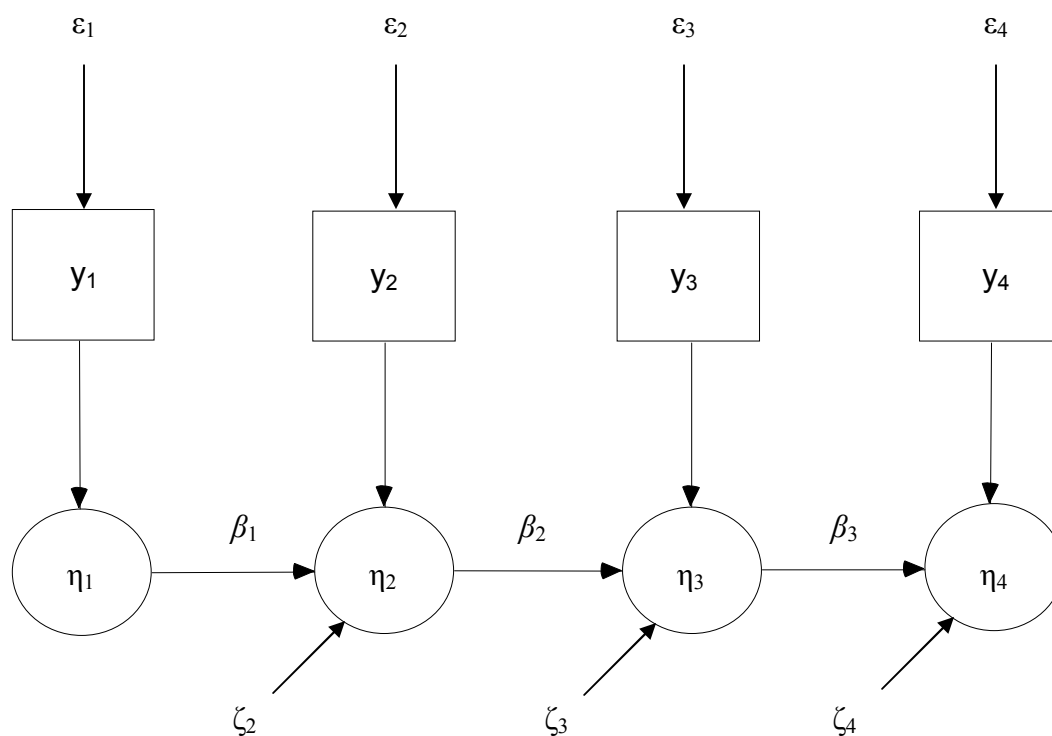 ε₁ ε₂ ε₃ ε₄
y₁ y₂ y₃ y₄
β₁ β₂ β₃
η₁ η₂ η₃ η₄
ζ₂ ζ₃ ζ₄